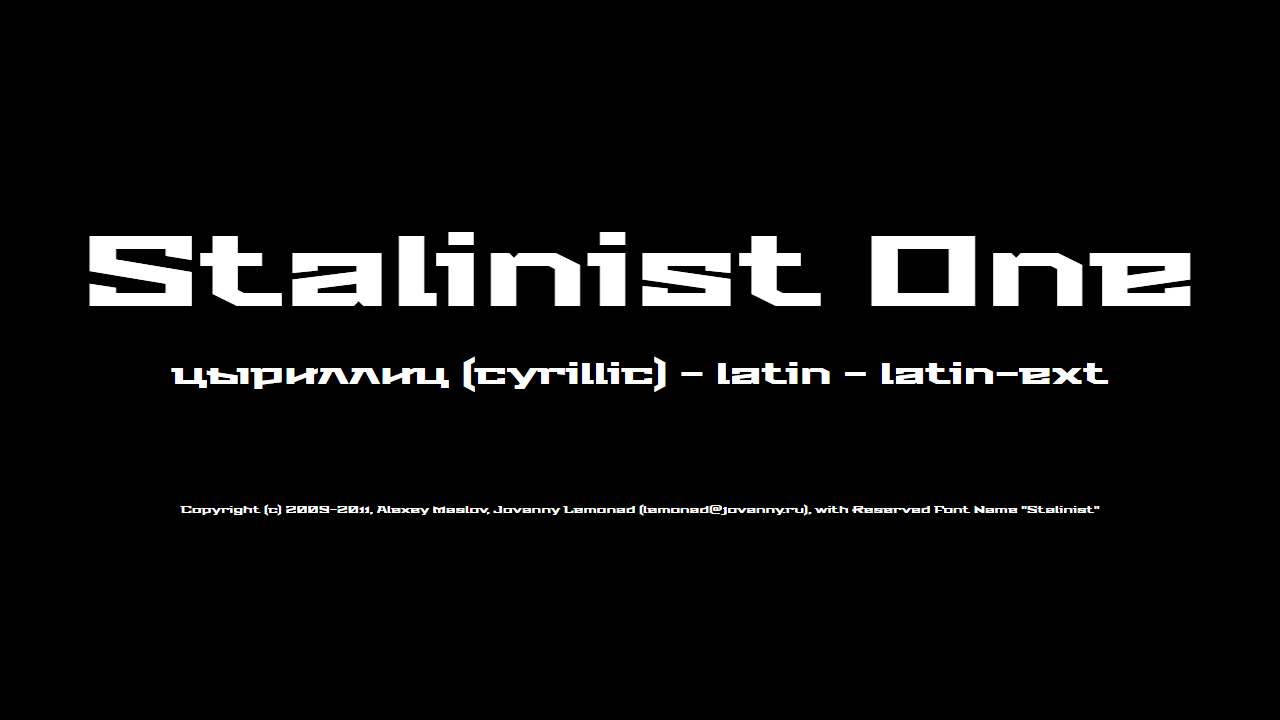 Stalinist One
цыриллиц (cyrillic) – latin – latin-ext
Copyright (c) 2009-2011, Alexey Maslov, Jovanny Lemonad (lemonad@jovanny.ru), with Reserved Font Name "Stalinist"